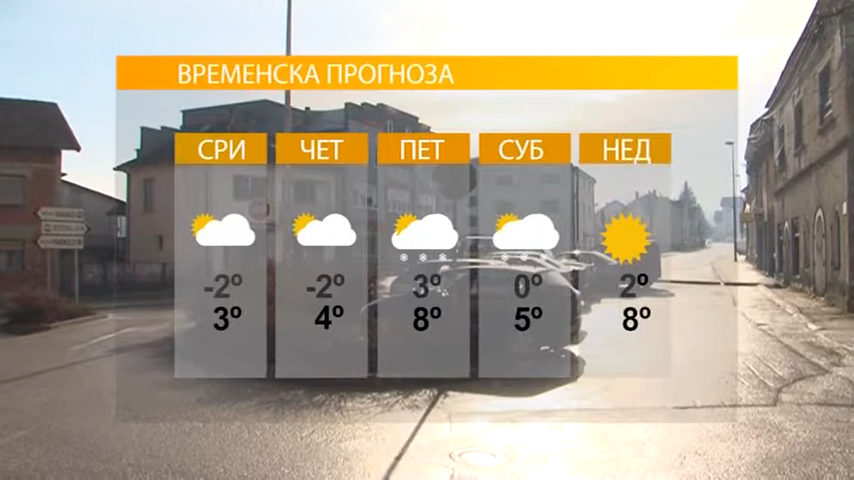 ВРЕМЕНСКА ПРОГНОЗА
СРИ ЧЕТ ПЕТ СУБ НЕД
-2º -2º 3º 0º 2º
3º 4º 8º 5º 8º